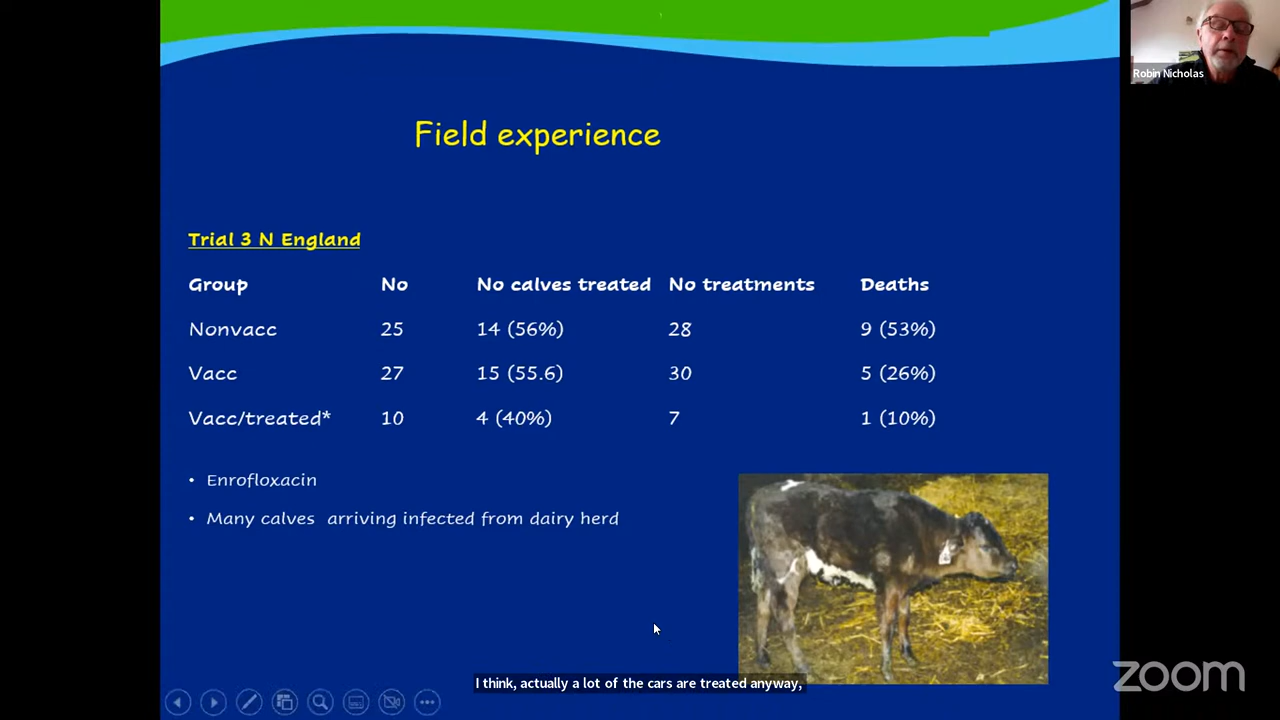 Robin Nicholas
Field experience
Trial 3 N England
Group No No calves treated No treatments Deaths
Nonvacc 25 14 (56%) 28 9 (53%)
Vacc 27 15 (55.6) 30 5 (26%)
Vacc/treated* 10 4 (40%) 7 1 (10%)
• Enrofloxacin
• Many calves arriving infected from dairy herd
I think, actually a lot of the cars are treated anyway,
zoom